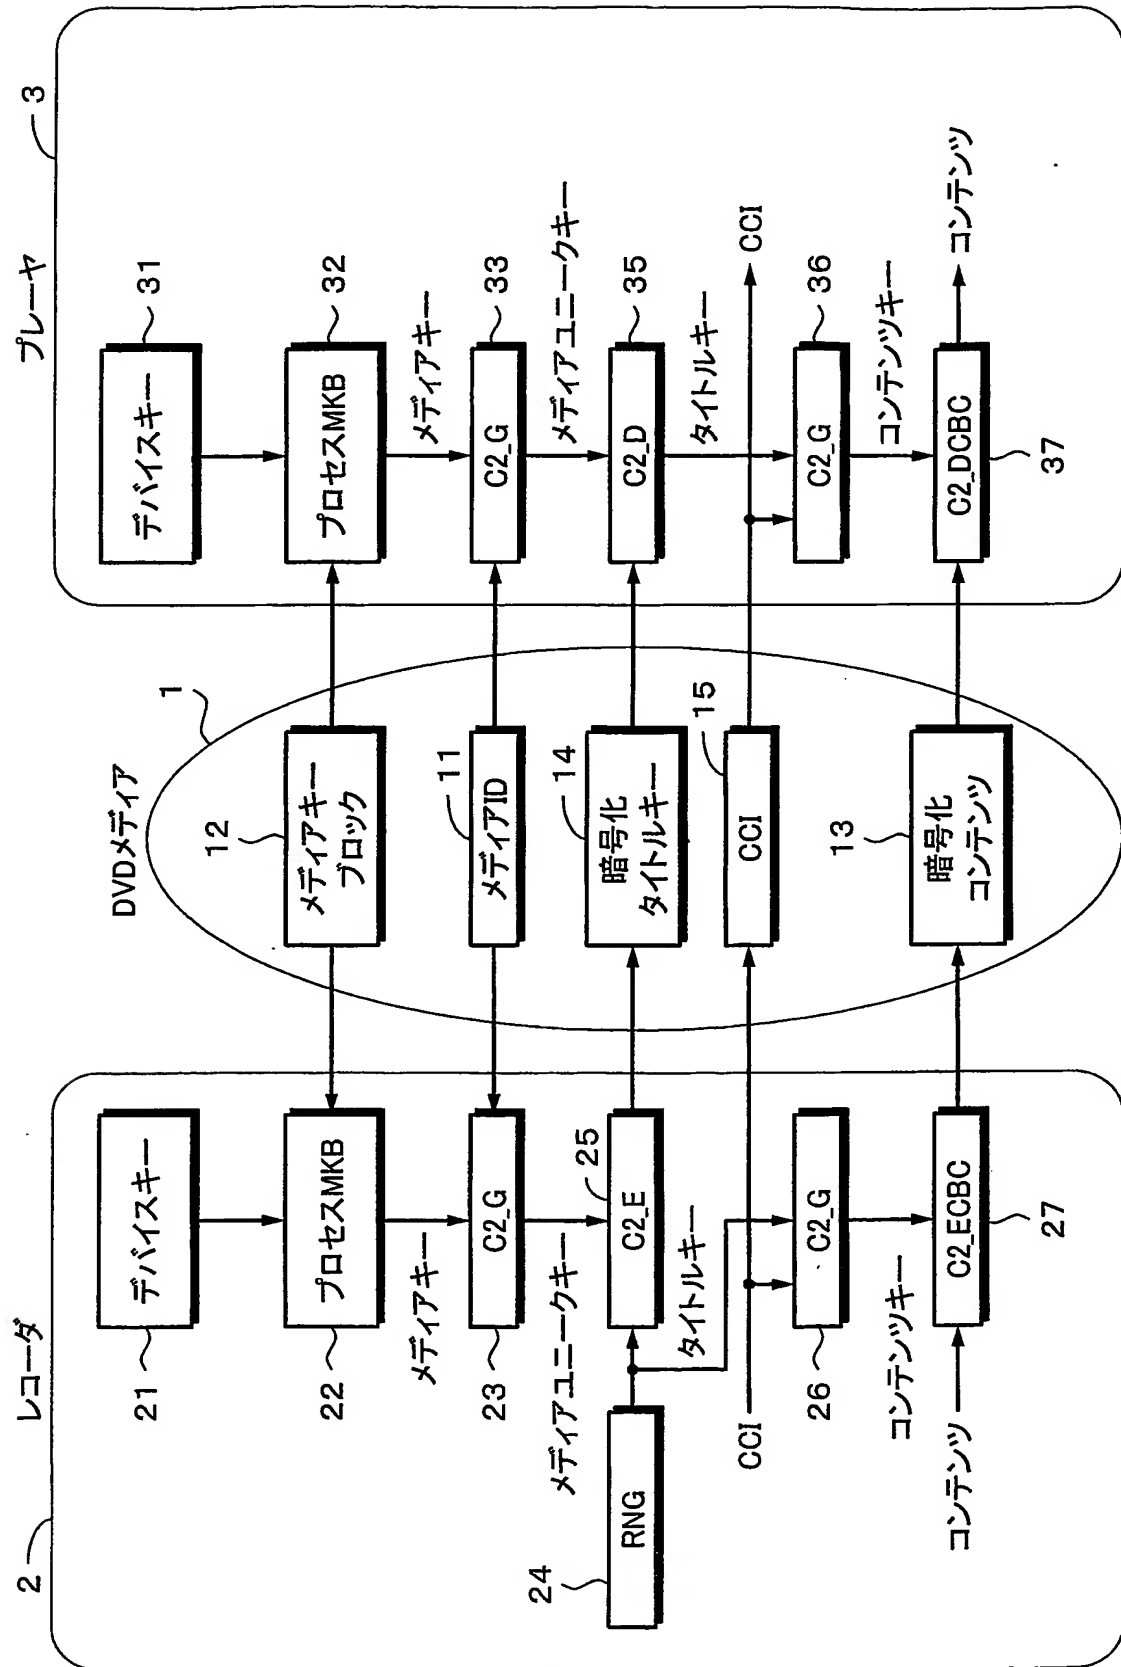 レコーダ
2
デバイスキー
21
プロセスMKB
22
メディアキー
C2_G
23
メディアユニークキー
C2_E
25
RNG
24
タイトルキー
CCI
C2_G
26
コンテンツキー
コンテンツ
C2_ECBC
27
DVDメディア
1
メディアキー
ブロック
12
メディアID
11
暗号化
タイトルキー
14
CCI
15
暗号化
コンテンツ
13
プレーヤ
3
デバイスキー
31
プロセスMKB
32
メディアキー
C2_G
33
メディアユニークキー
C2_D
35
タイトルキー
CCI
C2_G
36
コンテンツキー
C2_DCBC
37
コンテンツ